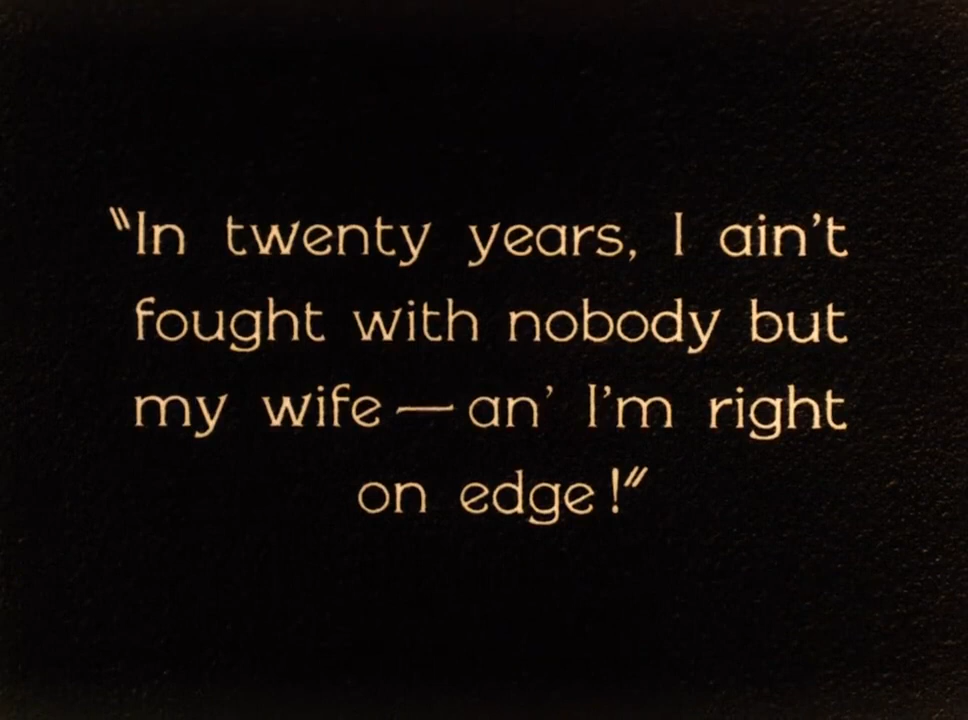 "In twenty years, I ain't
fought with nobody but
my wife — an' I'm right
on edge!"